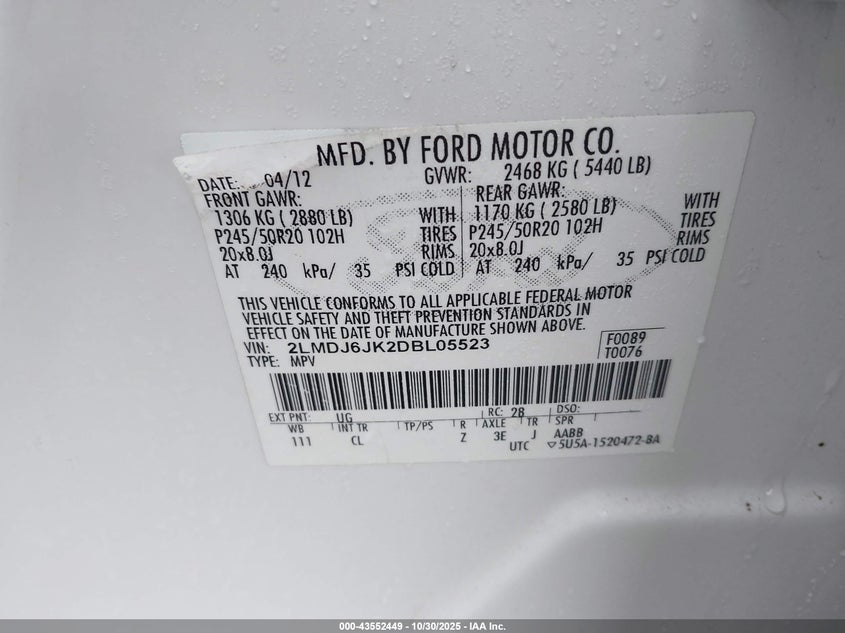 MFD. BY FORD MOTOR CO.
DATE: 04/12 GVWR: 2468 KG ( 5440 LB)
FRONT GAWR: REAR GAWR:
1306 KG ( 2880 LB) WITH 1170 KG ( 2580 LB) WITH
P245/50R20 102H TIRES P245/50R20 102H TIRES
20x8.0J RIMS 20x8.0J RIMS
AT 240 kPa/ 35 PSI COLD AT 240 kPa/ 35 PSI COLD
THIS VEHICLE CONFORMS TO ALL APPLICABLE FEDERAL MOTOR
VEHICLE SAFETY AND THEFT PREVENTION STANDARDS IN
EFFECT ON THE DATE OF MANUFACTURE SHOWN ABOVE.
VIN: 2LMDJ6JK2DBL05523 F0089
TYPE: MPV T0076
EXT PNT: UG RC: 28 DSO:
WB INT TR TP/PS R AXLE TR SPR
111 CL Z 3E J AABB
UTC ▽5U5A-1520472-BA
000-43552449 - 10/30/2025 - IAA Inc.